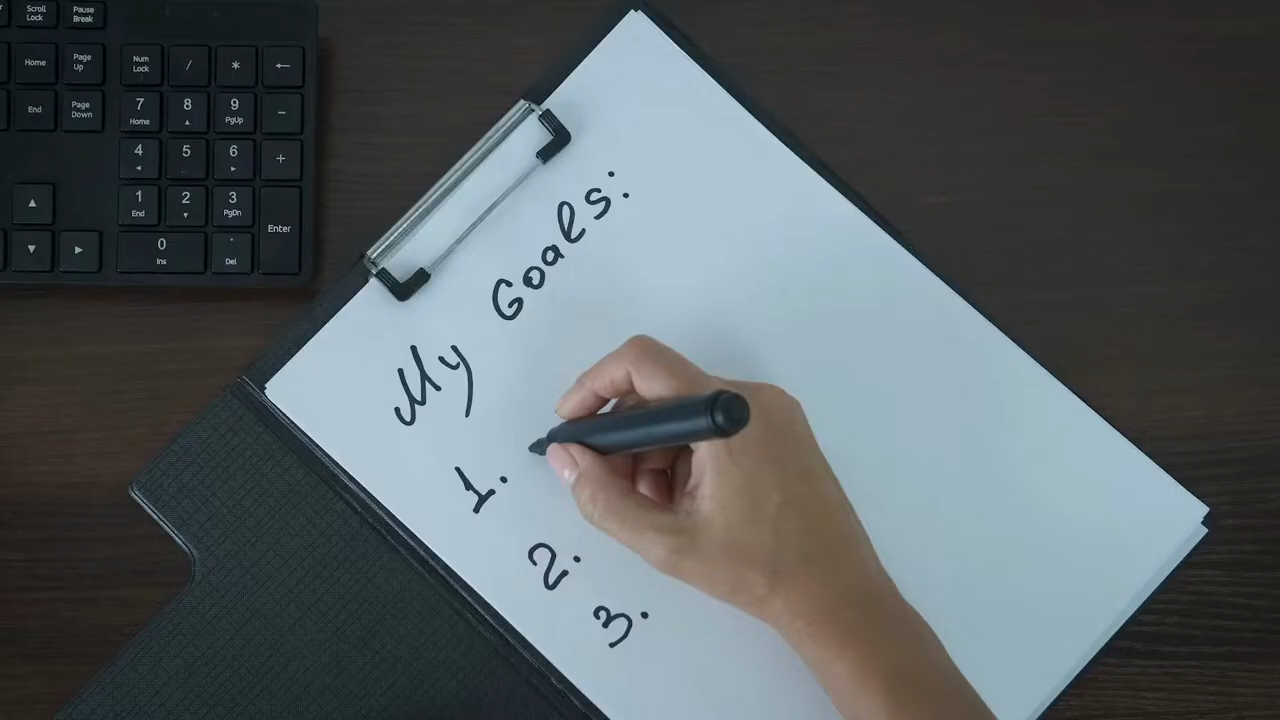 Scroll Lock
Pause Break
Home
Page Up
Num Lock
/
*
←
End
Page Down
7 Home
8 ▲
9 PgUp
-
4 ◄
5
6 ►
+
▲
1 End
2 ▼
3 PgDn
Enter
▼
►
0 Ins
. Del
My Goals:
1.
2.
3.